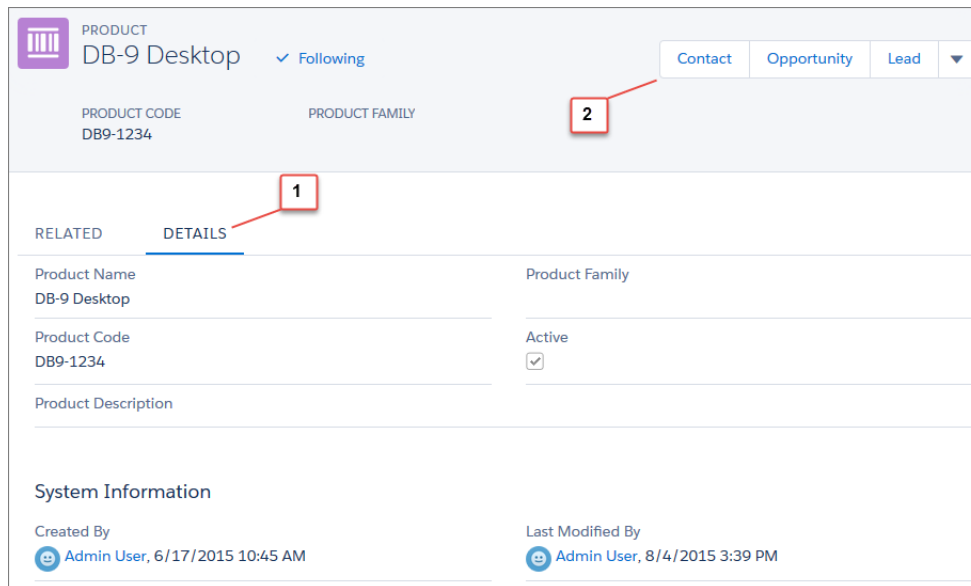 PRODUCT
DB-9 Desktop
Following
Contact
Opportunity
Lead
PRODUCT CODE
PRODUCT FAMILY
DB9-1234
2
1
RELATED
DETAILS
Product Name
Product Family
DB-9 Desktop
Product Code
Active
DB9-1234
Product Description
System Information
Created By
Last Modified By
Admin User, 6/17/2015 10:45 AM
Admin User, 8/4/2015 3:39 PM